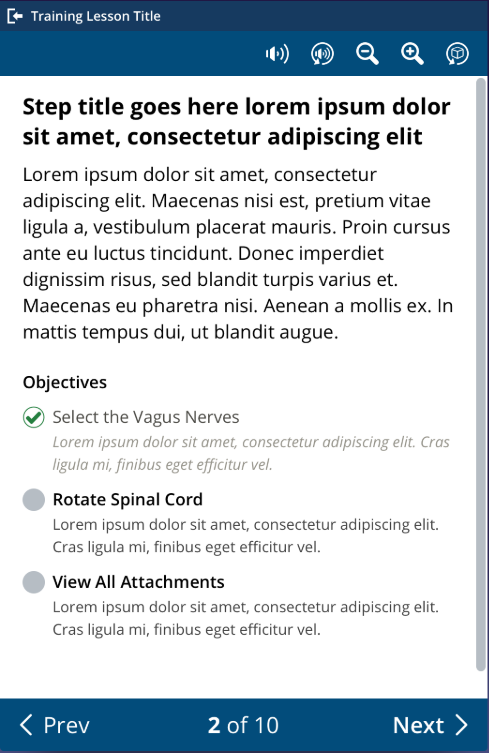 Training Lesson Title
Step title goes here lorem ipsum dolor
sit amet, consectetur adipiscing elit
Lorem ipsum dolor sit amet, consectetur
adipiscing elit. Maecenas nisi est, pretium vitae
ligula a, vestibulum placerat mauris. Proin cursus
ante eu luctus tincidunt. Donec imperdiet
dignissim risus, sed blandit turpis varius et.
Maecenas eu pharetra nisi. Aenean a mollis ex. In
mattis tempus dui, ut blandit augue.
Objectives
Select the Vagus Nerves
Lorem ipsum dolor sit amet, consectetur adipiscing elit. Cras
ligula mi, finibus eget efficitur vel.
Rotate Spinal Cord
Lorem ipsum dolor sit amet, consectetur adipiscing elit.
Cras ligula mi, finibus eget efficitur vel.
View All Attachments
Lorem ipsum dolor sit amet, consectetur adipiscing elit.
Cras ligula mi, finibus eget efficitur vel.
Prev 2 of 10 Next